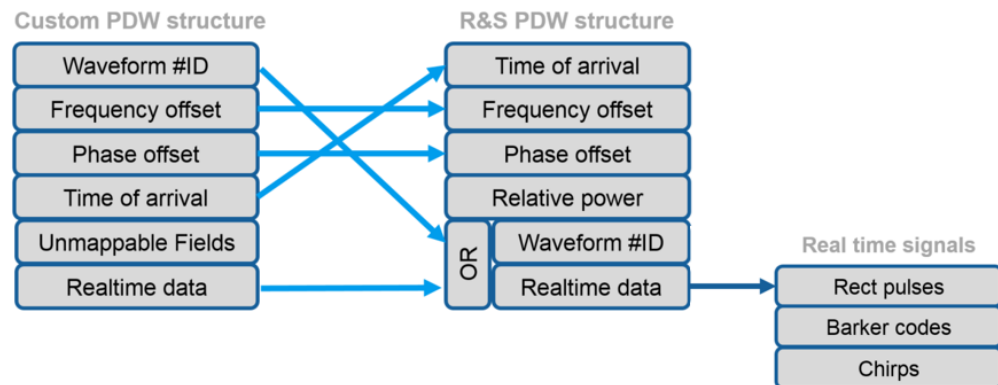 Custom PDW structure
Waveform #ID
Frequency offset
Phase offset
Time of arrival
Unmappable Fields
Realtime data
R&S PDW structure
Time of arrival
Frequency offset
Phase offset
Relative power
OR
Waveform #ID
Realtime data
Real time signals
Rect pulses
Barker codes
Chirps